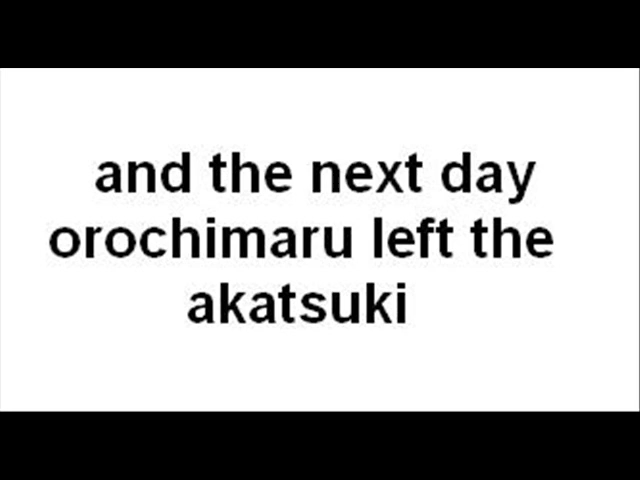 and the next day
orochimaru left the
akatsuki